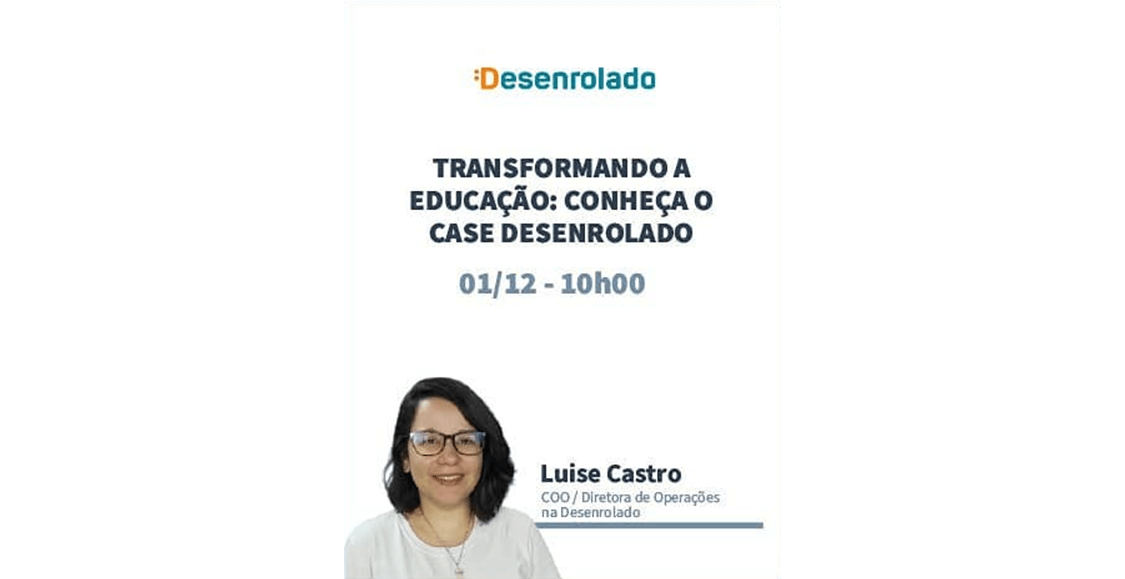 :Desenrolado
TRANSFORMANDO A
EDUCAÇÃO: CONHEÇA O
CASE DESENROLADO
01/12 - 10h00
Luise Castro
COO / Diretora de Operações
na Desenrolado